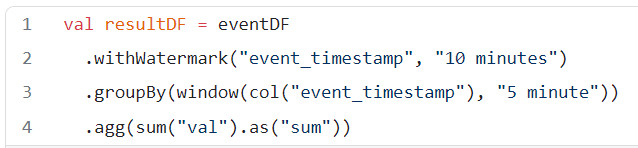 1 val resultDF = eventDF
2 .withWatermark("event_timestamp", "10 minutes")
3 .groupBy(window(col("event_timestamp"), "5 minute"))
4 .agg(sum("val").as("sum"))